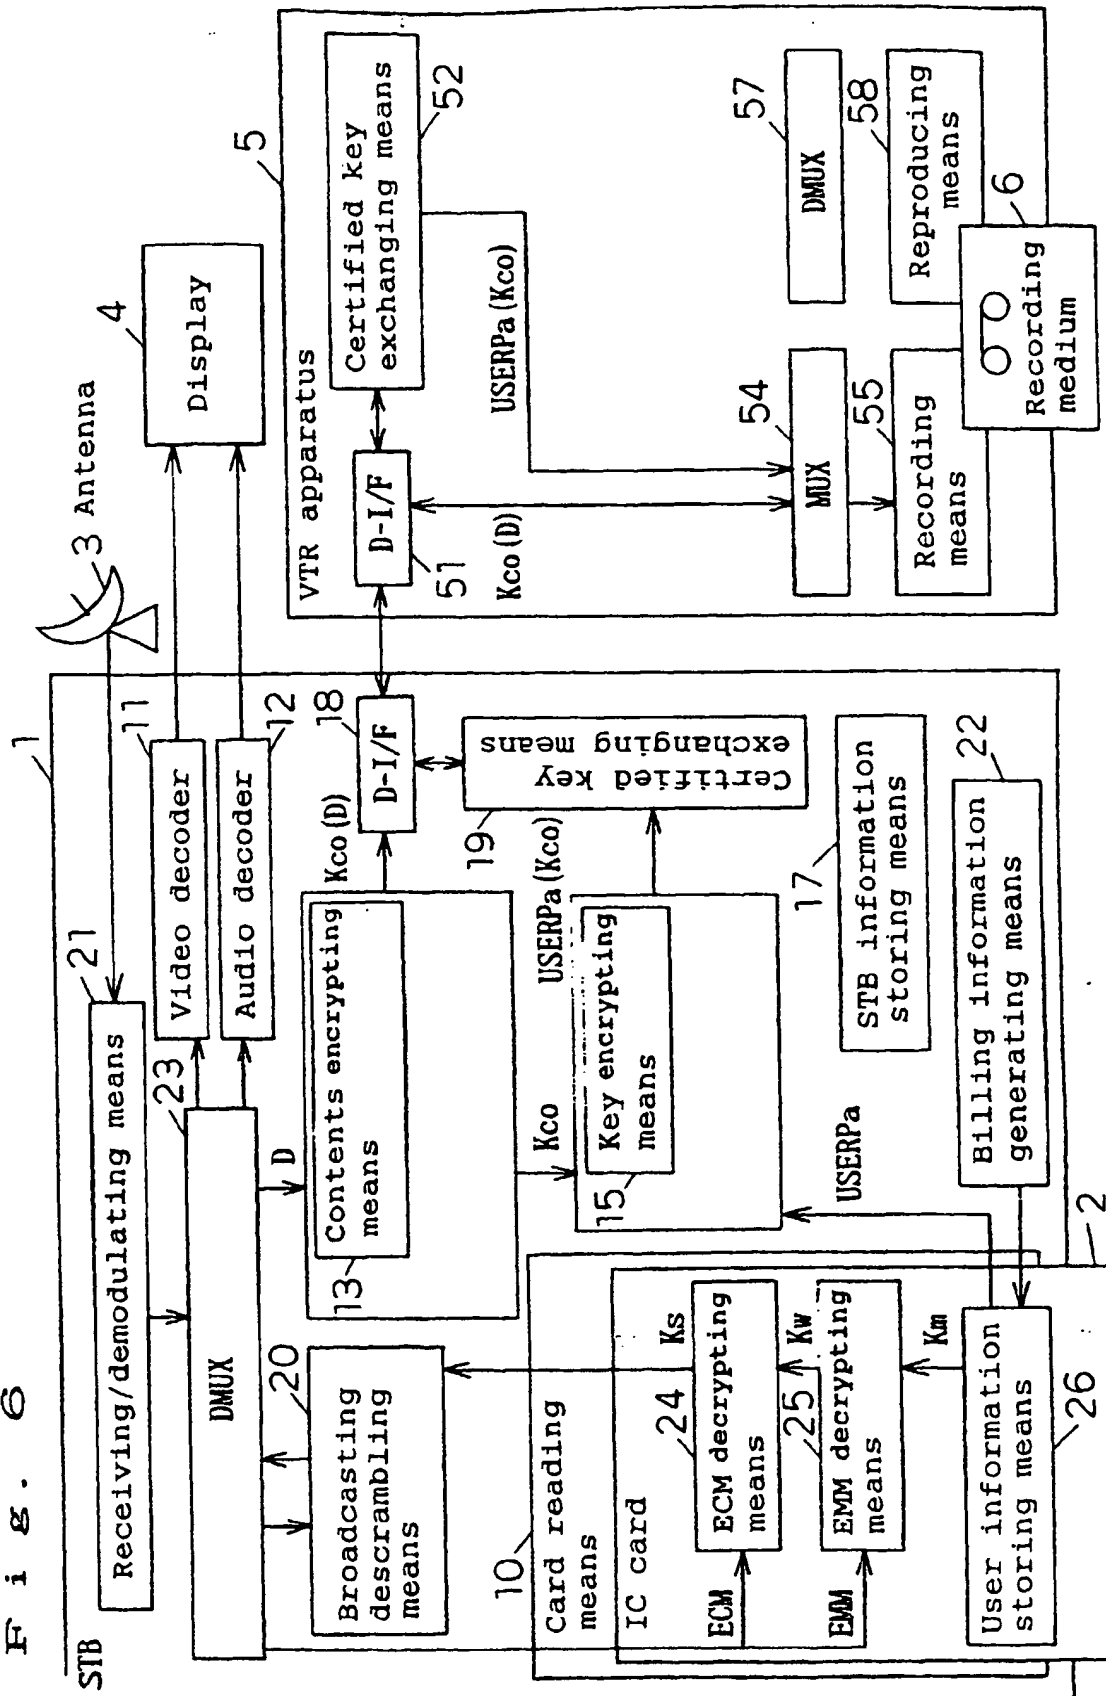 Fig. 6
STB
1
Receiving/demodulating means
21
3 Antenna
DMUX
23
Video decoder
11
Audio decoder
12
Display
4
Broadcasting
descrambling
means
20
D
Contents encrypting
means
13
Kco(D)
D-I/F
18
Certified key
exchanging means
19
Kco
USERPa(Kco)
Key encrypting
means
15
STB information
storing means
17
Billing information
generating means
22
USERPa
Card reading
means
10
IC card
2
ECM
ECM decrypting
means
24
Ks
Kw
EMM
EMM decrypting
means
25
Km
User information
storing means
26
VTR apparatus
5
D-I/F
51
Certified key
exchanging means
52
USERPa(Kco)
Kco(D)
MUX
54
Recording
means
55
DMUX
57
Reproducing
means
58
Recording
medium
6